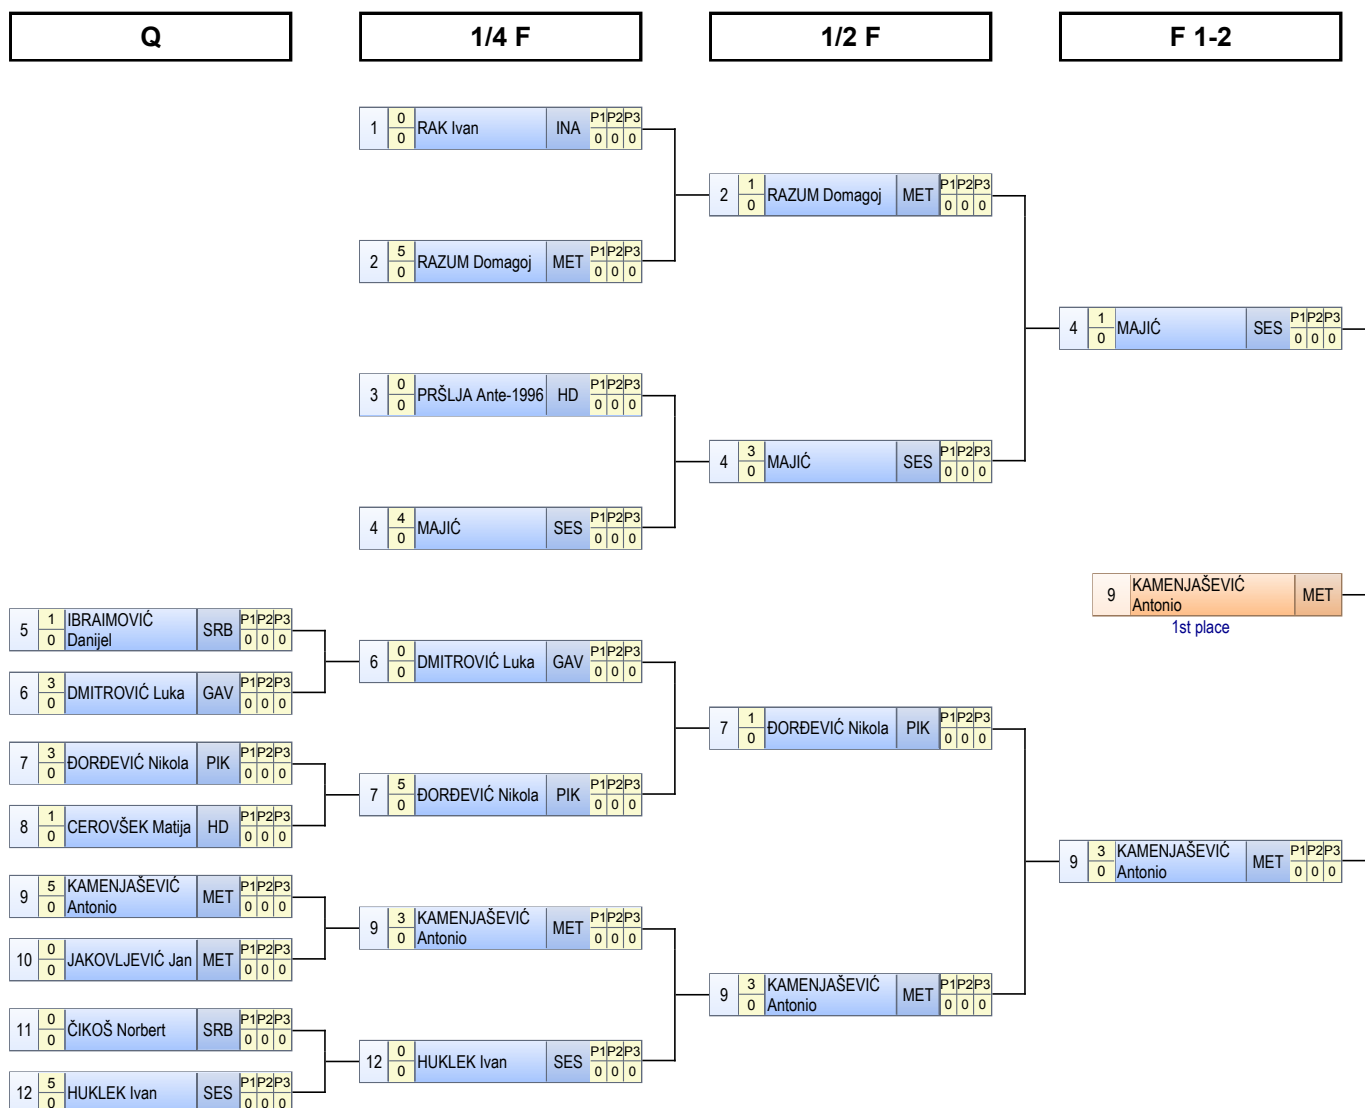 Q 1/4 F 1/2 F F 1-2
1 0 0 RAK Ivan INA P1 P2 P3 0 0 0
2 5 0 RAZUM Domagoj MET P1 P2 P3 0 0 0
3 0 0 PRŠLJA Ante-1996 HD P1 P2 P3 0 0 0
4 4 0 MAJIĆ SES P1 P2 P3 0 0 0
2 1 0 RAZUM Domagoj MET P1 P2 P3 0 0 0
4 3 0 MAJIĆ SES P1 P2 P3 0 0 0
4 1 0 MAJIĆ SES P1 P2 P3 0 0 0
9 KAMENJAŠEVIĆ
Antonio MET
1st place
5 1 0 IBRAIMOVIĆ
Danijel SRB P1 P2 P3 0 0 0
6 3 0 DMITROVIĆ Luka GAV P1 P2 P3 0 0 0
7 3 0 ĐORĐEVIĆ Nikola PIK P1 P2 P3 0 0 0
8 1 0 CEROVŠEK Matija HD P1 P2 P3 0 0 0
9 5 0 KAMENJAŠEVIĆ
Antonio MET P1 P2 P3 0 0 0
10 0 0 JAKOVLJEVIĆ Jan MET P1 P2 P3 0 0 0
11 0 0 ČIKOŠ Norbert SRB P1 P2 P3 0 0 0
12 5 0 HUKLEK Ivan SES P1 P2 P3 0 0 0
6 0 0 DMITROVIĆ Luka GAV P1 P2 P3 0 0 0
7 5 0 ĐORĐEVIĆ Nikola PIK P1 P2 P3 0 0 0
9 3 0 KAMENJAŠEVIĆ
Antonio MET P1 P2 P3 0 0 0
12 0 0 HUKLEK Ivan SES P1 P2 P3 0 0 0
7 1 0 ĐORĐEVIĆ Nikola PIK P1 P2 P3 0 0 0
9 3 0 KAMENJAŠEVIĆ
Antonio MET P1 P2 P3 0 0 0
9 3 0 KAMENJAŠEVIĆ
Antonio MET P1 P2 P3 0 0 0